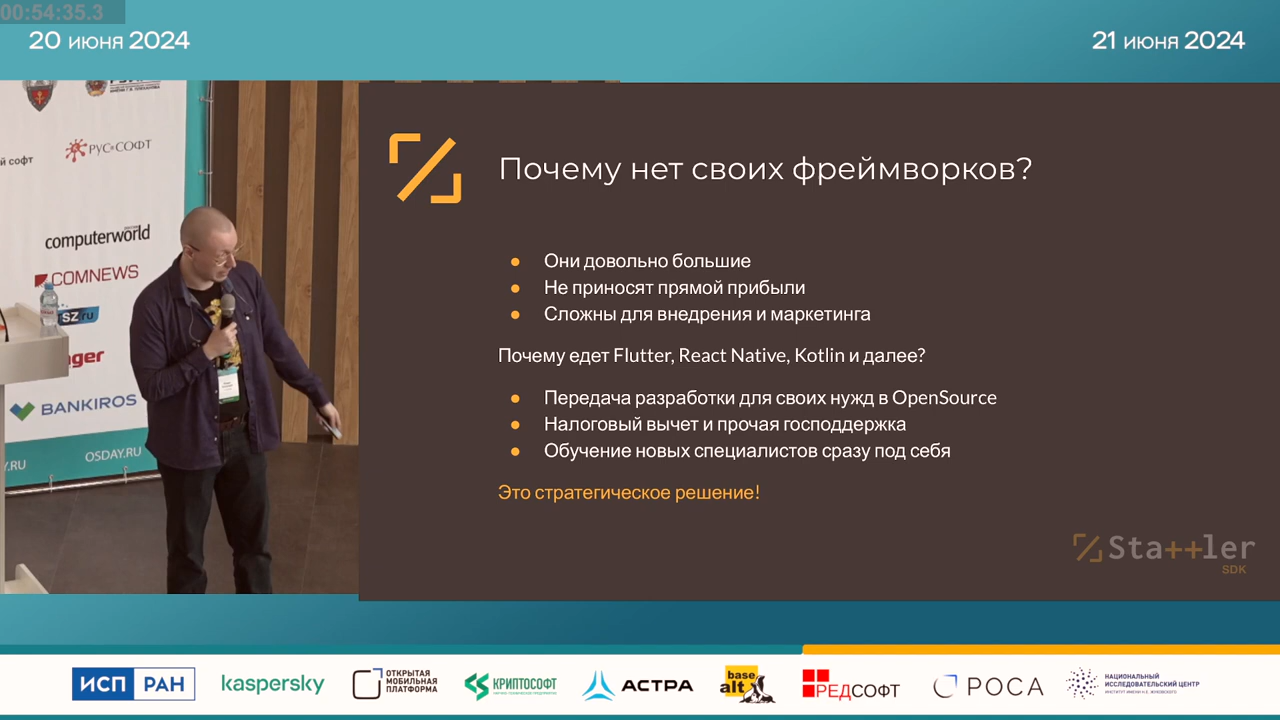 00:54:35.3
20 июня 2024
21 июня 2024
РУССОФТ
й софт
computerworld
COMNEWS
sz.ru
ger
BANKIROS
.RU
OSDAY.RU
Почему нет своих фреймворков?
Они довольно большие
Не приносят прямой прибыли
Сложны для внедрения и маркетинга
Почему едет Flutter, React Native, Kotlin и далее?
Передача разработки для своих нужд в OpenSource
Налоговый вычет и прочая господдержка
Обучение новых специалистов сразу под себя
Это стратегическое решение!
Sta++ler
SDK
ИСП РАН
kaspersky
ОТКРЫТАЯ
МОБИЛЬНАЯ
ПЛАТФОРМА
КРИПТОСОФТ
АСТРА
base
alt
РЕДСОФТ
РОСА
НАЦИОНАЛЬНЫЙ
ИССЛЕДОВАТЕЛЬСКИЙ ЦЕНТР